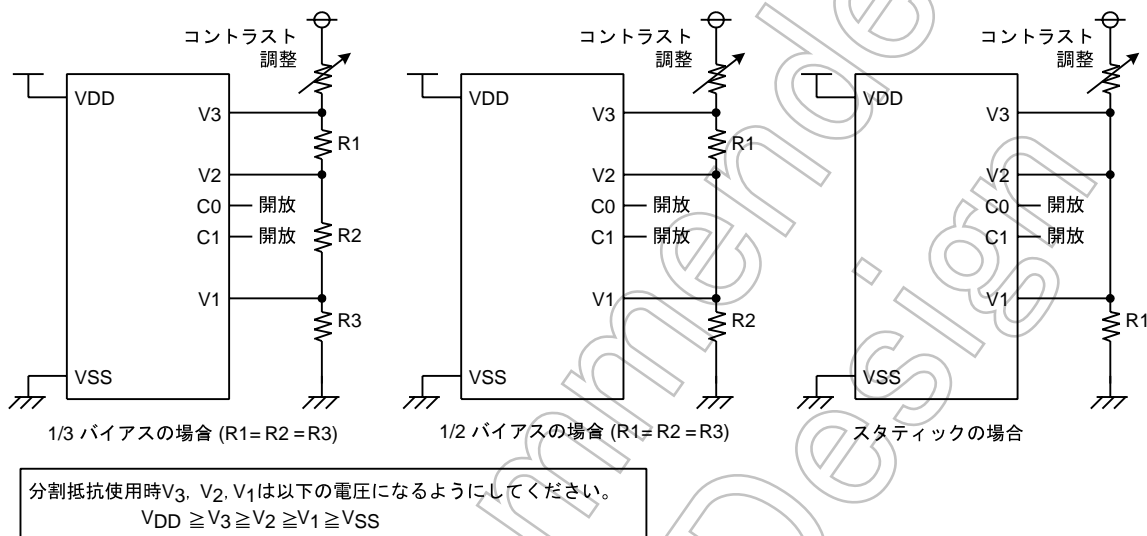 コントラスト
調整
VDD
V3
R1
V2
C0 開放
C1 開放
R2
V1
R3
VSS
1/3 バイアスの場合 (R1= R2 =R3)
コントラスト
調整
VDD
V3
R1
V2
C0 開放
C1 開放
V1
R2
VSS
1/2 バイアスの場合 (R1= R2 =R3)
コントラスト
調整
VDD
V3
V2
C0 開放
C1 開放
V1
R1
VSS
スタティックの場合
分割抵抗使用時V3, V2, V1は以下の電圧になるようにしてください。
VDD ≧V3≧V2 ≧V1≧VSS
mmende
Design